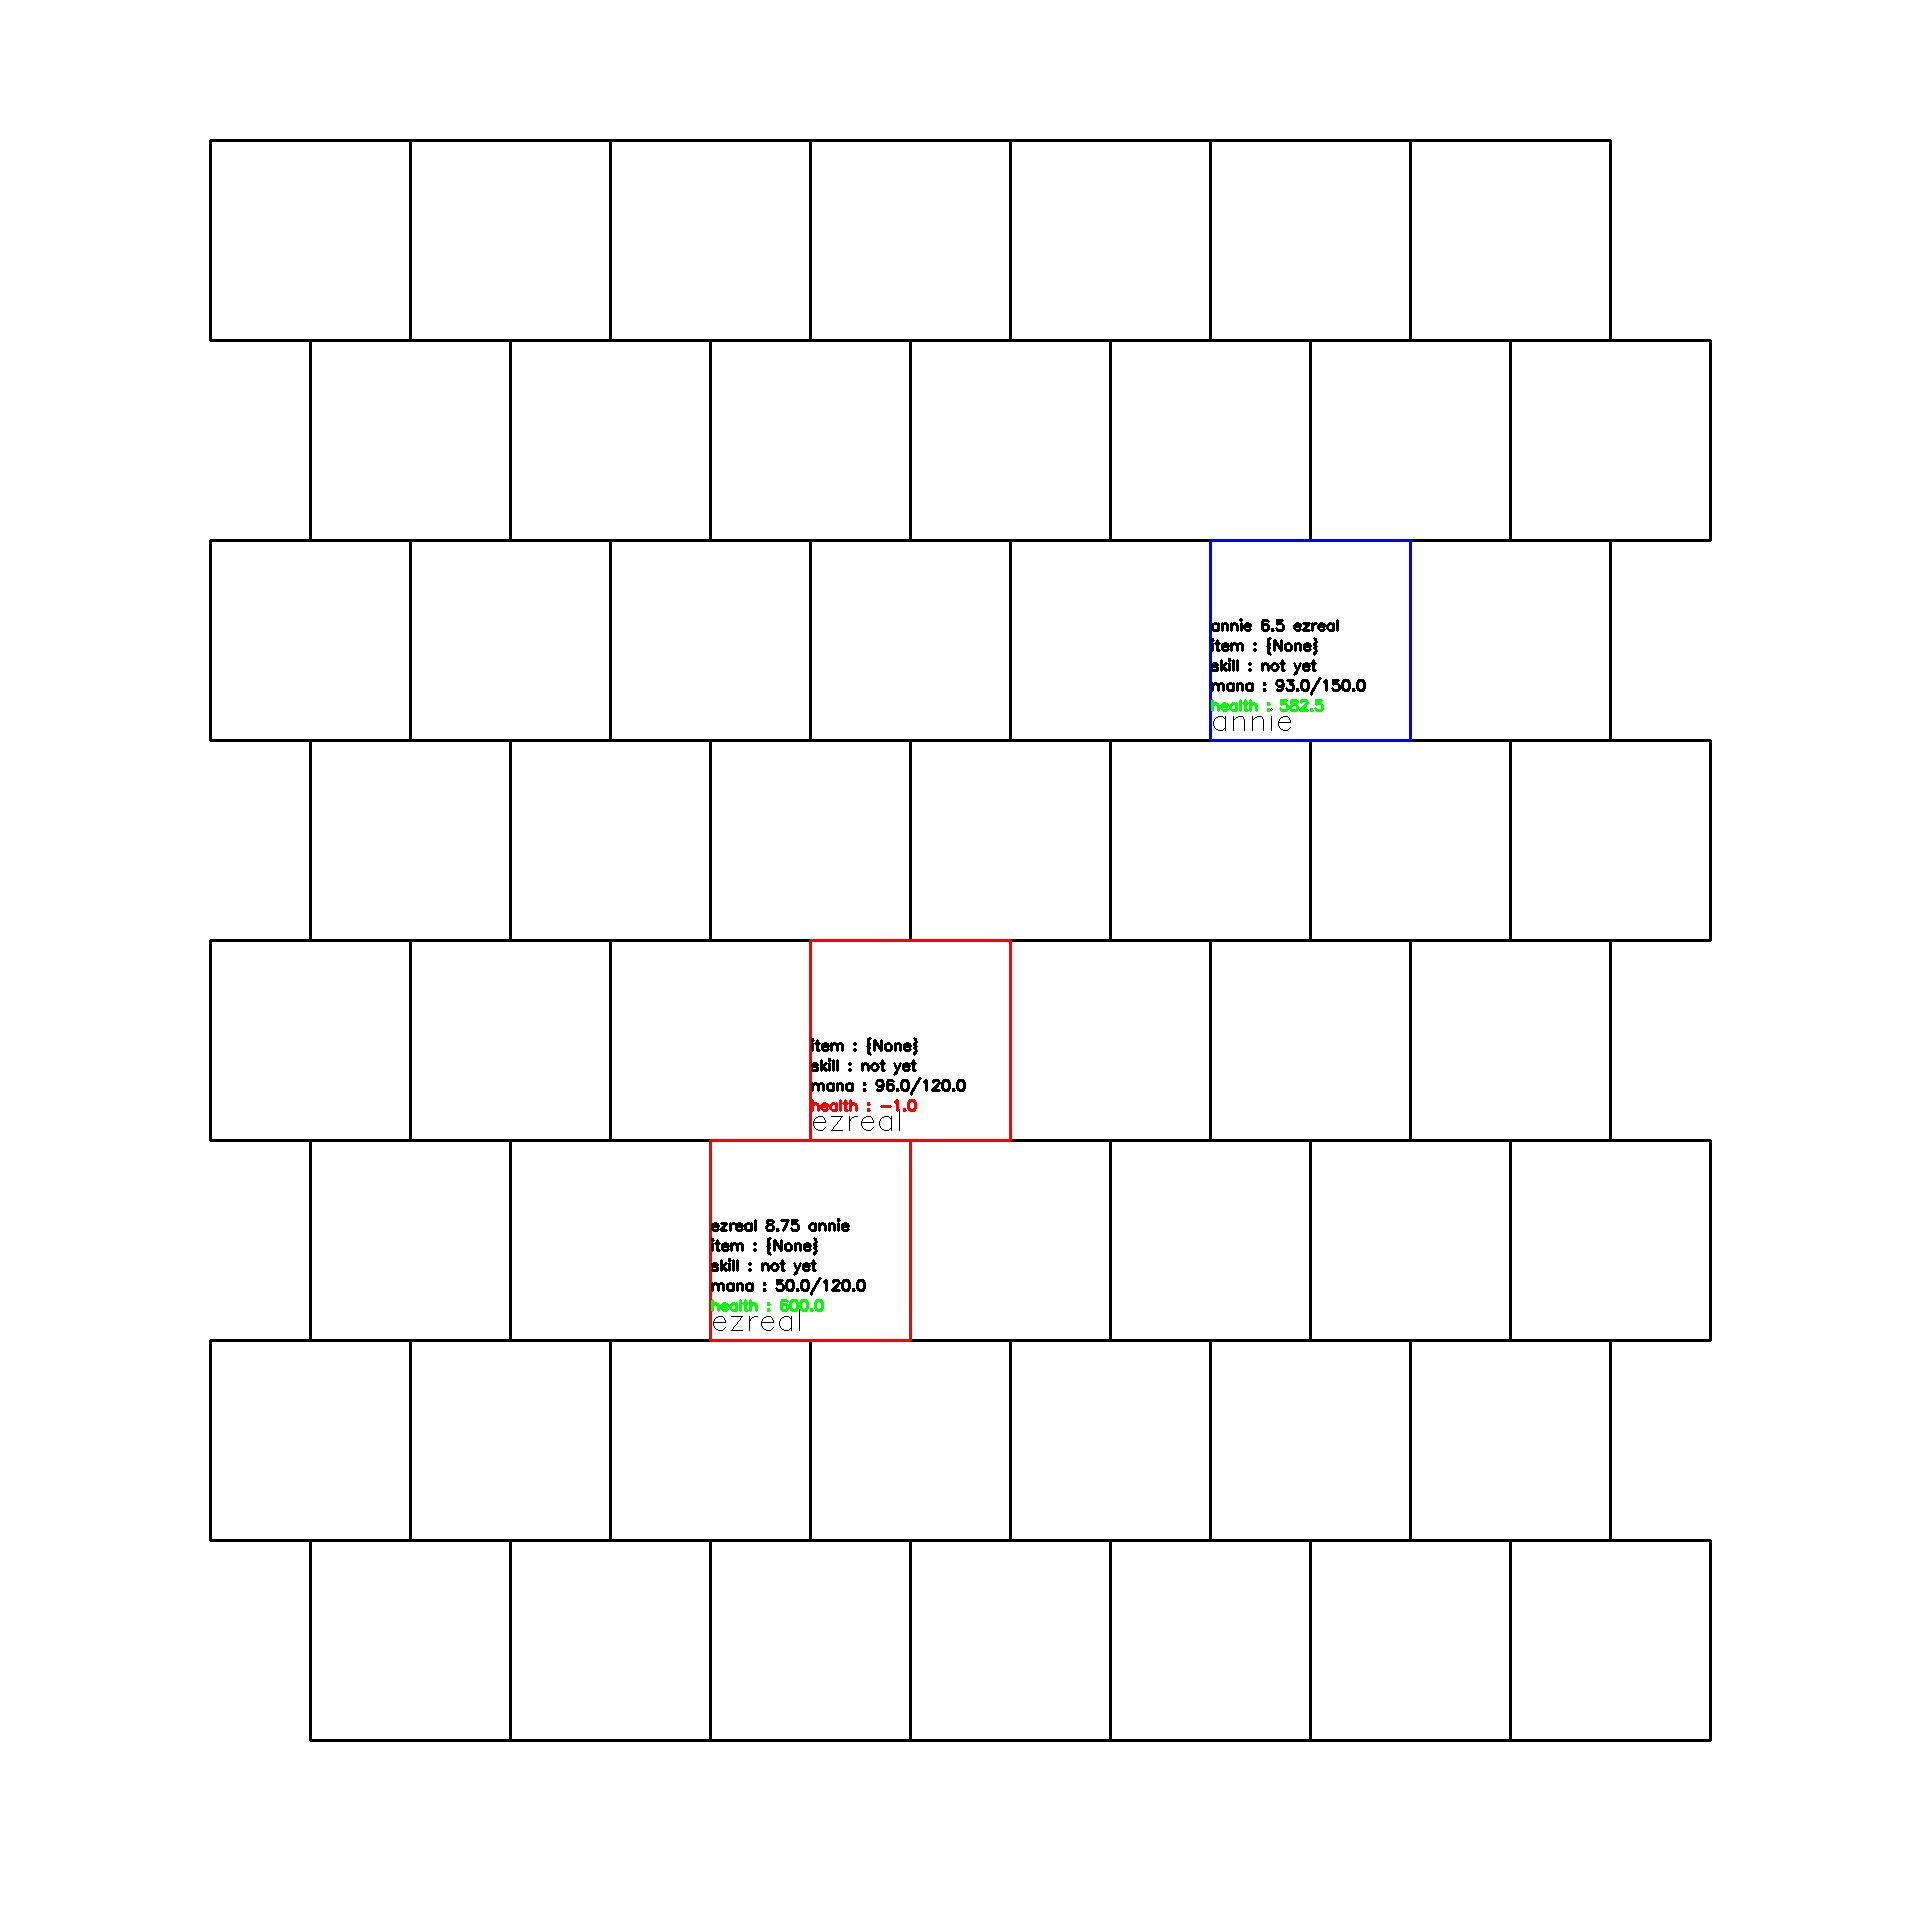 annie 6.5 ezreal
item : {None}
skill : not yet
mana : 93.0/150.0
health : 582.5
annie
item : {None}
skill : not yet
mana : 96.0/120.0
health : -1.0
ezreal
ezreal 8.75 annie
item : {None}
skill : not yet
mana : 50.0/120.0
health : 600.0
ezreal